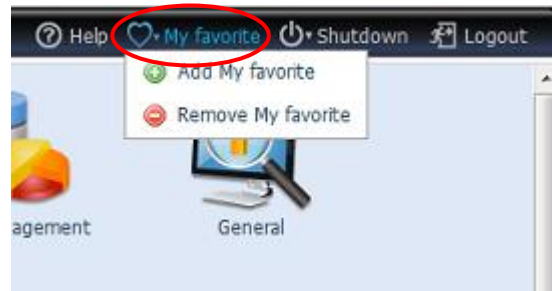 Help My favorite Shutdown Logout
Add My favorite
Remove My favorite
agement General